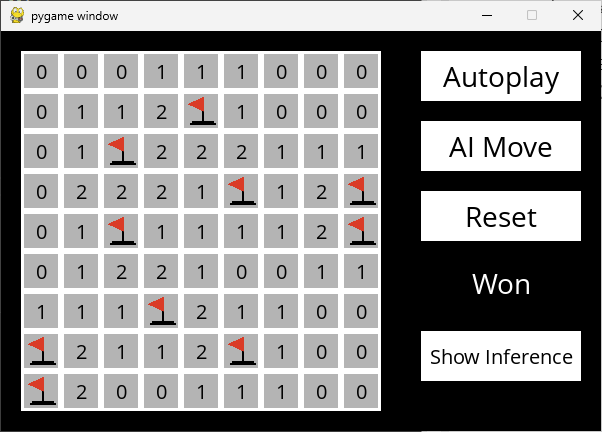 pygame window
0 0 0 1 1 1 0 0 0
0 1 1 2 1 0 0 0
0 1 2 2 2 1 1 1
0 2 2 2 1 1 2
0 1 1 1 1 1 2
0 1 2 2 1 0 0 1 1
1 1 1 2 1 1 0 0
2 1 1 2 1 0 0
2 0 0 1 1 1 0 0
Autoplay
AI Move
Reset
Won
Show Inference